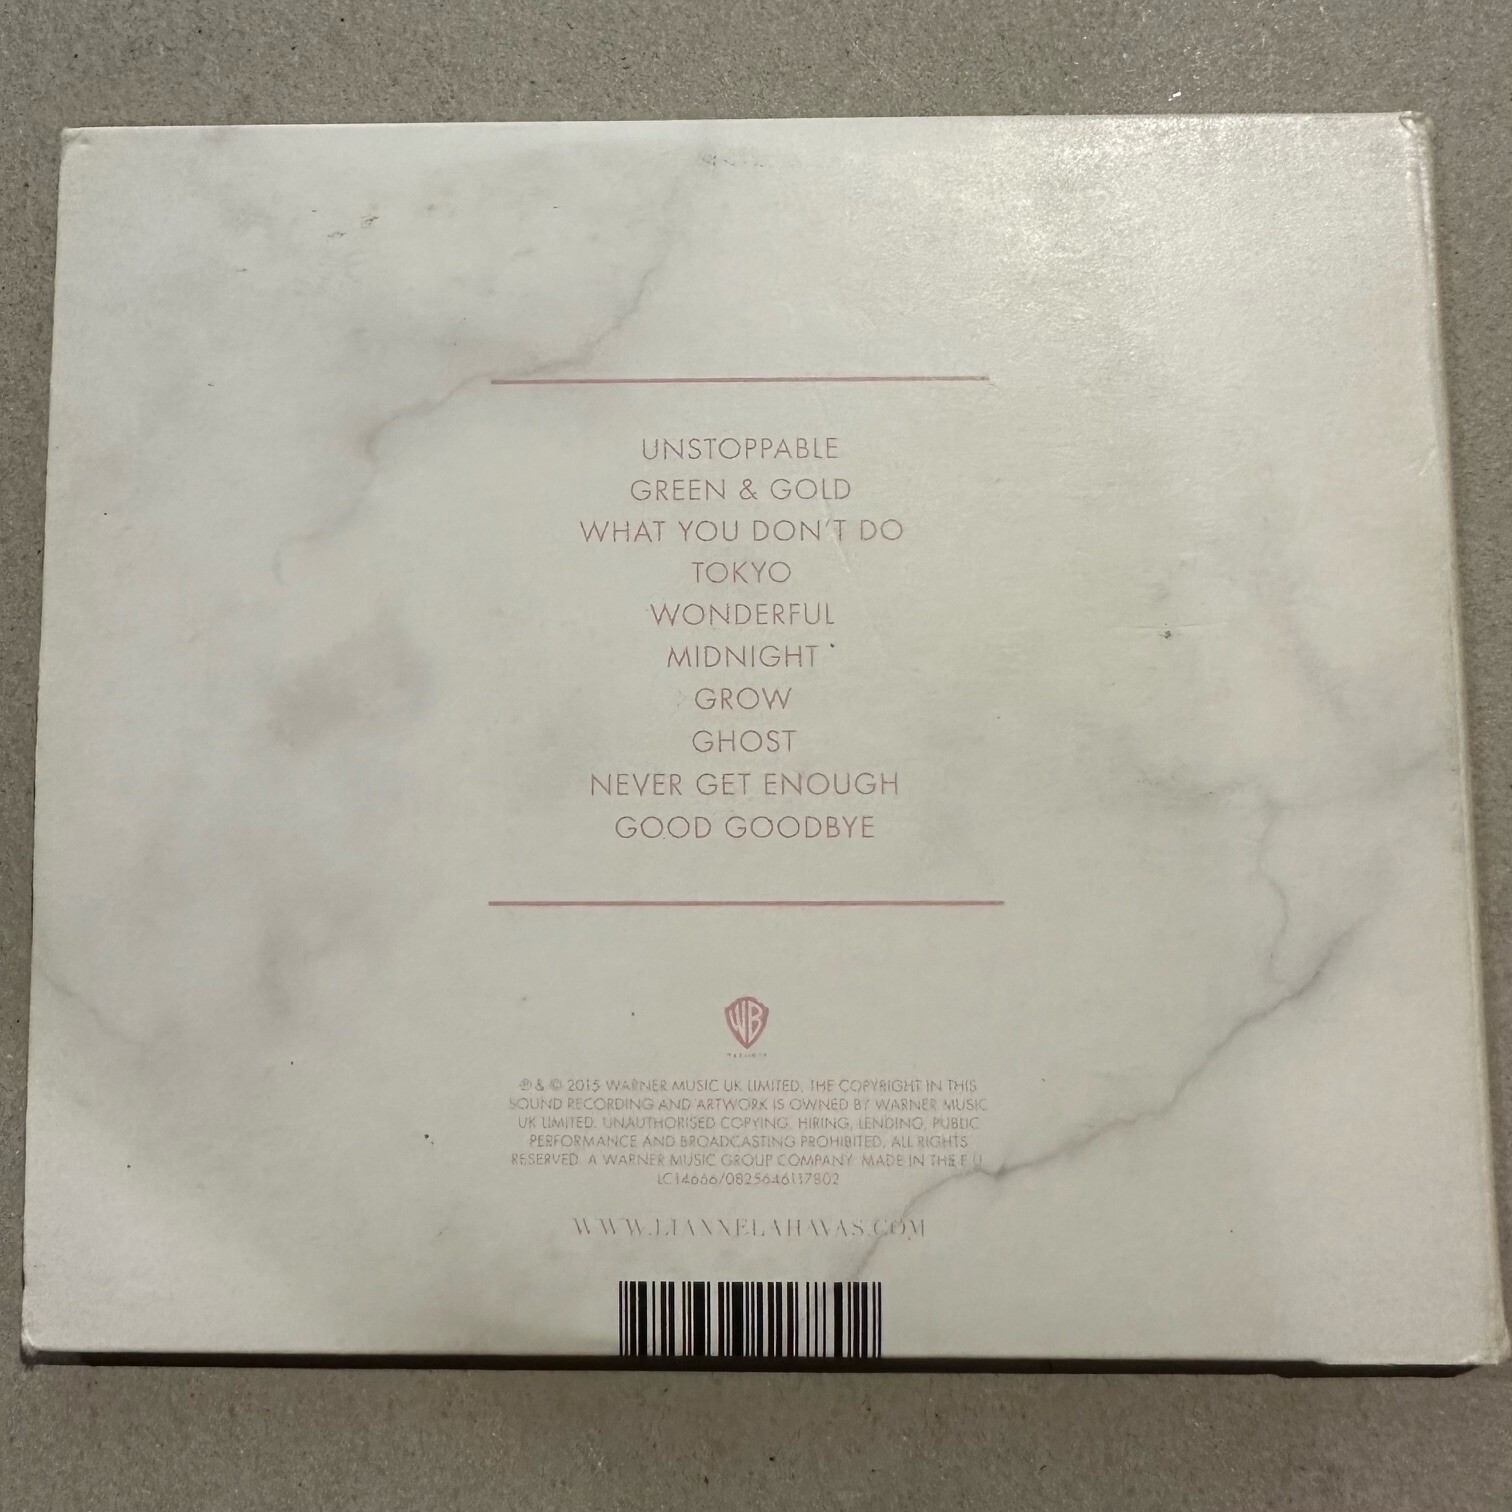 UNSTOPPABLE
GREEN & GOLD
WHAT YOU DON'T DO
TOKYO
WONDERFUL
MIDNIGHT
GROW
GHOST
NEVER GET ENOUGH
GOOD GOODBYE
WB
℗ & © 2015 WARNER MUSIC UK LIMITED, THE COPYRIGHT IN THIS
SOUND RECORDING AND ARTWORK IS OWNED BY WARNER MUSIC
UK LIMITED. UNAUTHORISED COPYING, HIRING, LENDING, PUBLIC
PERFORMANCE AND BROADCASTING PROHIBITED, ALL RIGHTS
RESERVED. A WARNER MUSIC GROUP COMPANY. MADE IN THE E.U.
LC14666/0825646137802
WWW.LIANNELAHAVAS.COM